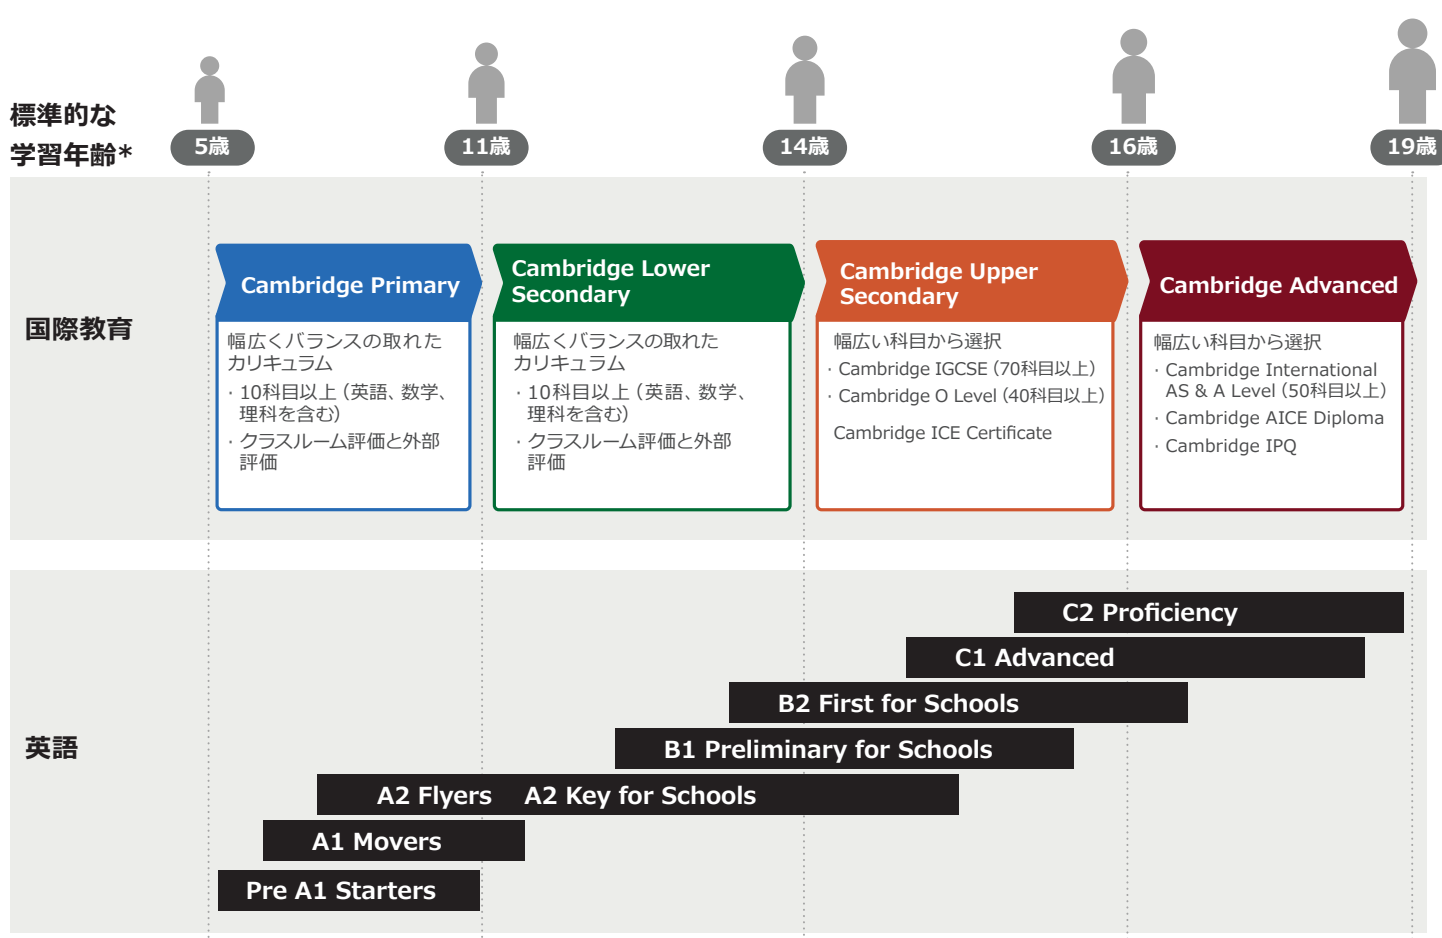 標準的な
学習年齢*
5歳
11歳
14歳
16歳
19歳
国際教育
Cambridge Primary
幅広くバランスの取れた
カリキュラム
· 10科目以上（英語、数学、
理科を含む）
· クラスルーム評価と外部
評価
Cambridge Lower
Secondary
幅広くバランスの取れた
カリキュラム
· 10科目以上（英語、数学、
理科を含む）
· クラスルーム評価と外部
評価
Cambridge Upper
Secondary
幅広い科目から選択
· Cambridge IGCSE（70科目以上）
· Cambridge O Level（40科目以上）
Cambridge ICE Certificate
Cambridge Advanced
幅広い科目から選択
· Cambridge International
AS & A Level（50科目以上）
· Cambridge AICE Diploma
· Cambridge IPQ
英語
C2 Proficiency
C1 Advanced
B2 First for Schools
B1 Preliminary for Schools
A2 Flyers A2 Key for Schools
A1 Movers
Pre A1 Starters